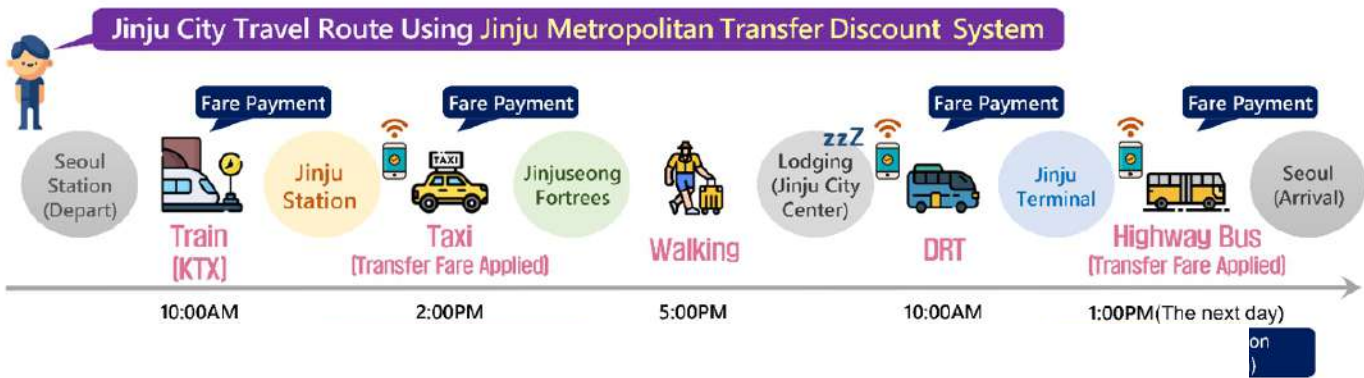 Jinju City Travel Route Using Jinju Metropolitan Transfer Discount System
Fare Payment
Fare Payment
Fare Payment
Fare Payment
Seoul
Station
(Depart)
Train
(KTX)
Jinju
Station
TAXI
Taxi
(Transfer Fare Applied)
Jinjuseong
Fortrees
Walking
zzZ
Lodging
(Jinju City
Center)
DRT
Jinju
Terminal
Highway Bus
(Transfer Fare Applied)
Seoul
(Arrival)
10:00AM
2:00PM
5:00PM
10:00AM
1:00PM(The next day)
on
)